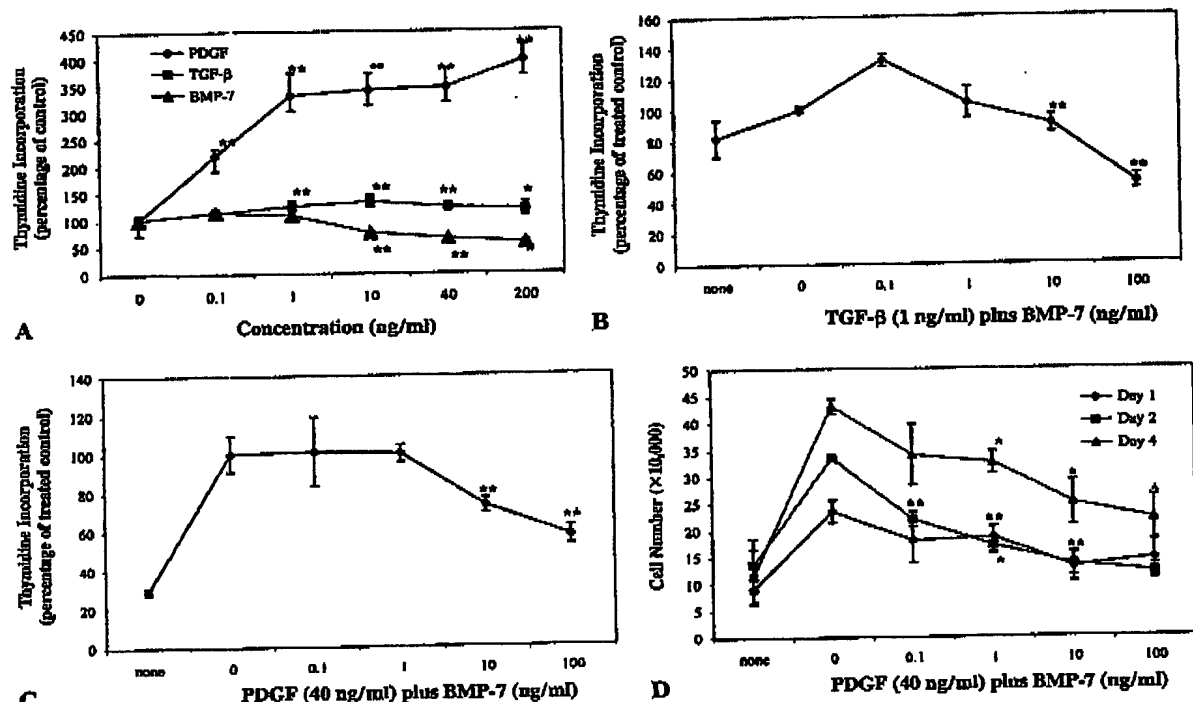 450
400
350
300
250
200
150
100
50
0
Thymidine Incorporation
(percentage of control)
PDGF
TGF-β
BMP-7
**
**
**
**
**
**
**
**
*
**
**
*
0 0.1 1 10 40 200
A Concentration (ng/ml)
160
140
120
100
80
60
40
20
0
Thymidine Incorporation
(percentage of treated control)
**
**
none 0 0.1 1 10 100
B TGF-β (1 ng/ml) plus BMP-7 (ng/ml)
140
120
100
80
60
40
20
0
Thymidine Incorporation
(percentage of treated control)
**
**
none 0 0.1 1 10 100
C PDGF (40 ng/ml) plus BMP-7 (ng/ml)
50
45
40
35
30
25
20
15
10
5
0
Cell Number (×10,000)
Day 1
Day 2
Day 4
*
*
**
**
**
*
none 0 0.1 1 10 100
D PDGF (40 ng/ml) plus BMP-7 (ng/ml)